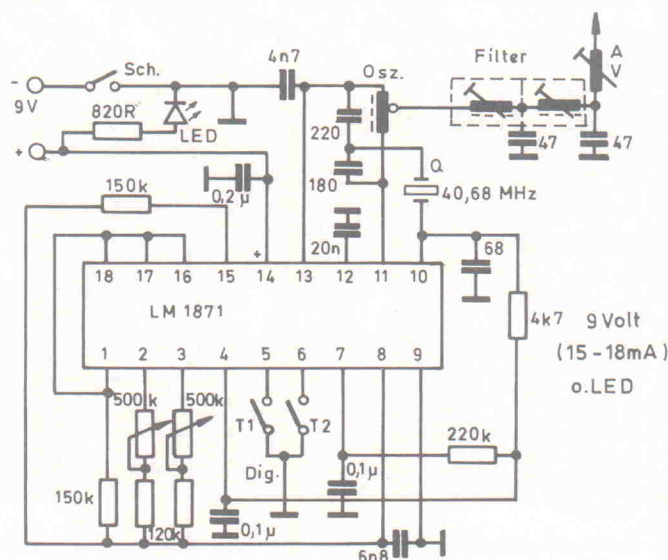 4n7
Osz.
Filter
A
V
-
9V
Sch.
820R
LED
+
220
47
47
Q
150k
0,2µ
180
40,68 MHz
20n
+
68
18 17 16 15 14 13 12 11 10
LM 1871
4k7
9 Volt
(15-18mA)
o.LED
1 2 3 4 5 6 7 8 9
500k
500k
T1
T2
220k
150k
Dig.
0,1µ
120k
0,1µ
6n8